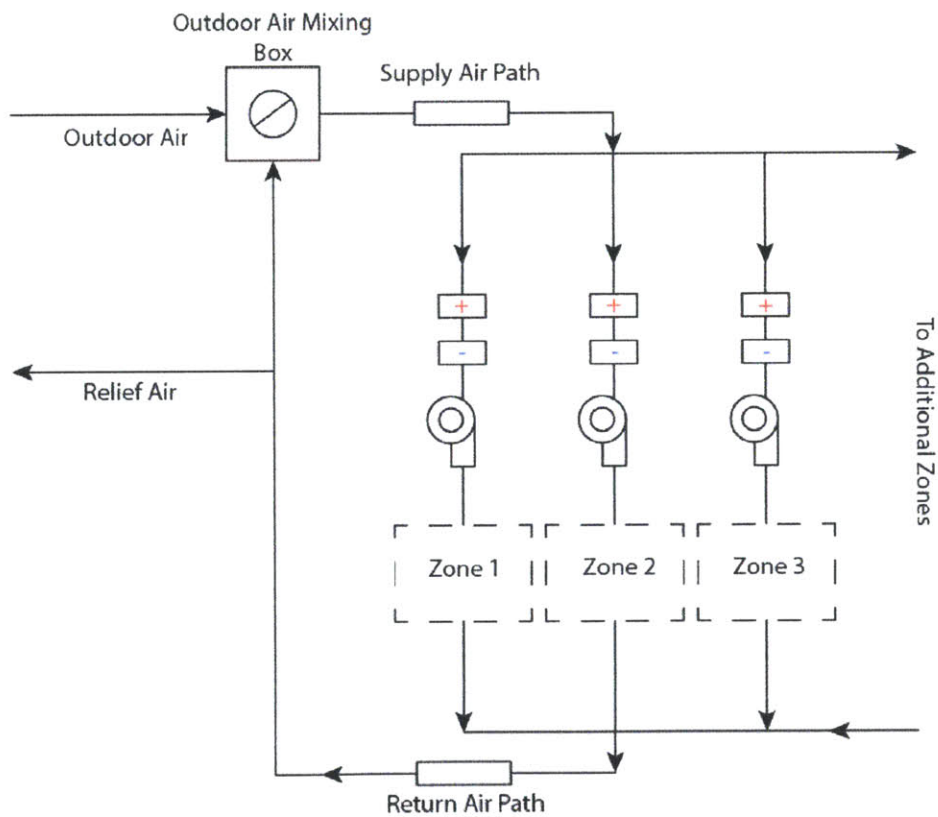 Outdoor Air Mixing
Box
Supply Air Path
Outdoor Air
+
+
+
-
-
-
Relief Air
To Additional Zones
Zone 1
Zone 2
Zone 3
Return Air Path